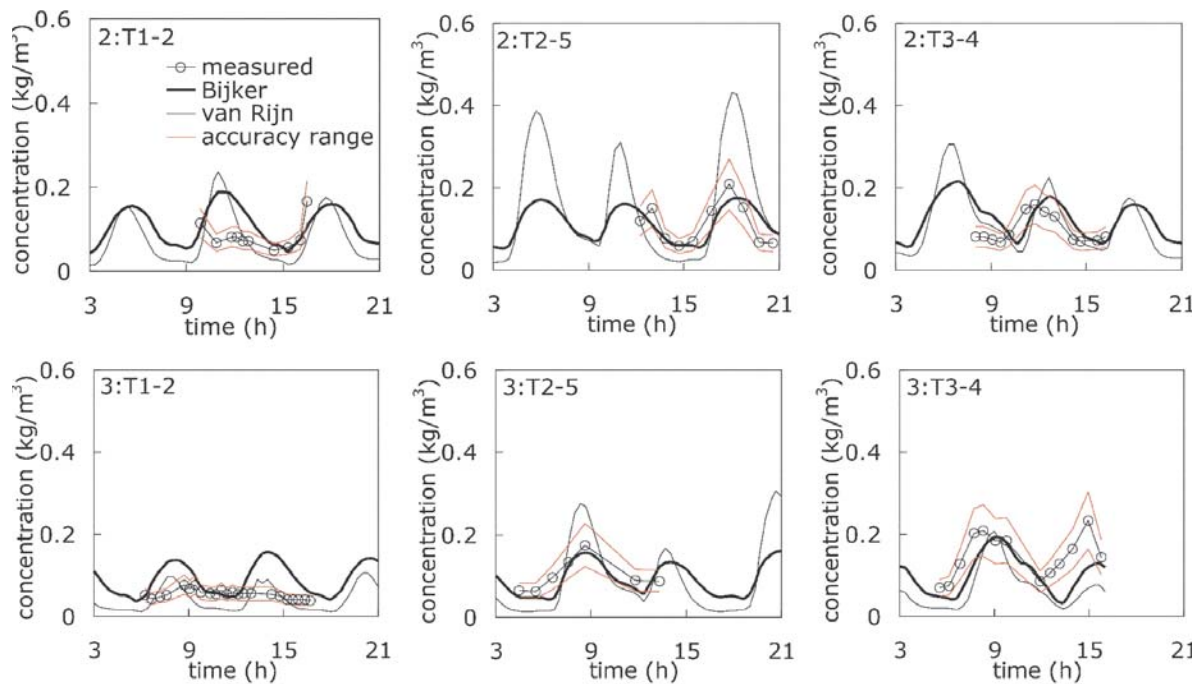 0.6
0.4
0.2
0
concentration (kg/m³)
2:T1-2
measured
Bijker
van Rijn
accuracy range
3 9 15 21
time (h)
0.6
0.4
0.2
0
concentration (kg/m³)
2:T2-5
3 9 15 21
time (h)
0.6
0.4
0.2
0
concentration (kg/m³)
2:T3-4
3 9 15 21
time (h)
0.6
0.4
0.2
0
concentration (kg/m³)
3:T1-2
3 9 15 21
time (h)
0.6
0.4
0.2
0
concentration (kg/m³)
3:T2-5
3 9 15 21
time (h)
0.6
0.4
0.2
0
concentration (kg/m³)
3:T3-4
3 9 15 21
time (h)